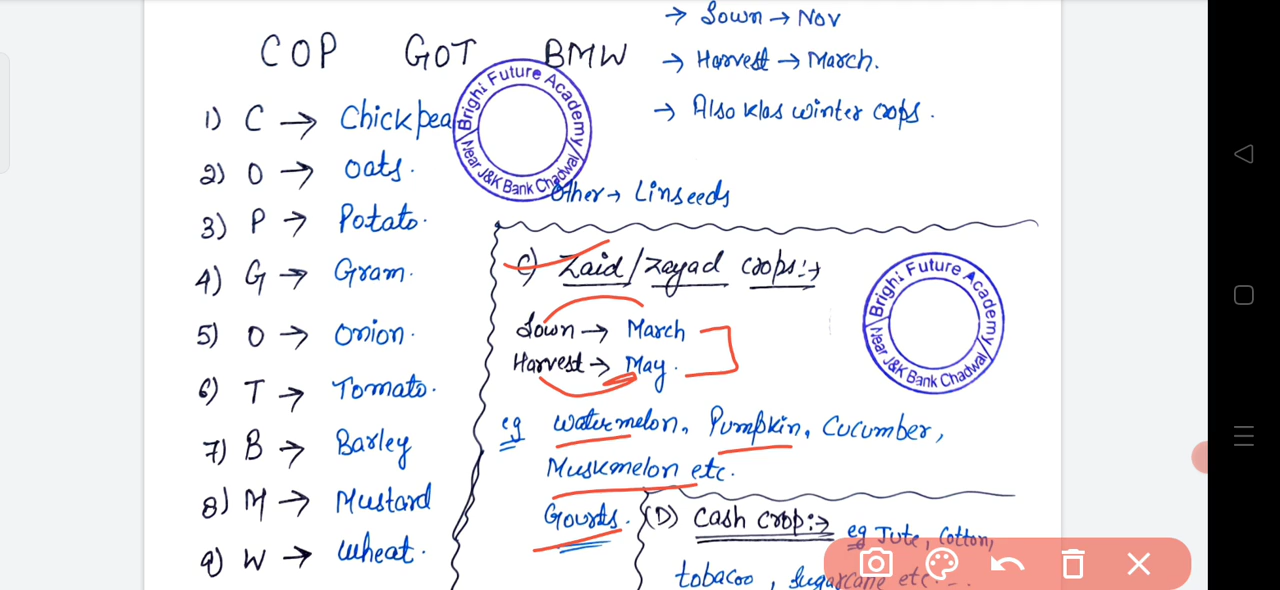 → Sown → Nov
COP GOT BMW
→ Harvest → March.
→ Also k/as winter crops.
1) C → Chickpea
2) O → oats.
3) P → Potato.
4) G → Gram.
5) O → Onion.
6) T → Tomato.
7) B → Barley
8) M → Mustard
9) W → Wheat.
Bright Future Academy
Near J&K Bank Chadwal
Other → Linseeds
C) Zaid/Zayad crops:→
Sown → March
Harvest → May.
eg Watermelon, Pumpkin, Cucumber,
Muskmelon etc.
Gourds.
(D) Cash crop:→ eg Jute, Cotton,
tobacoo, Sugarcane etc
Bright Future Academy
Near J&K Bank Chadwal